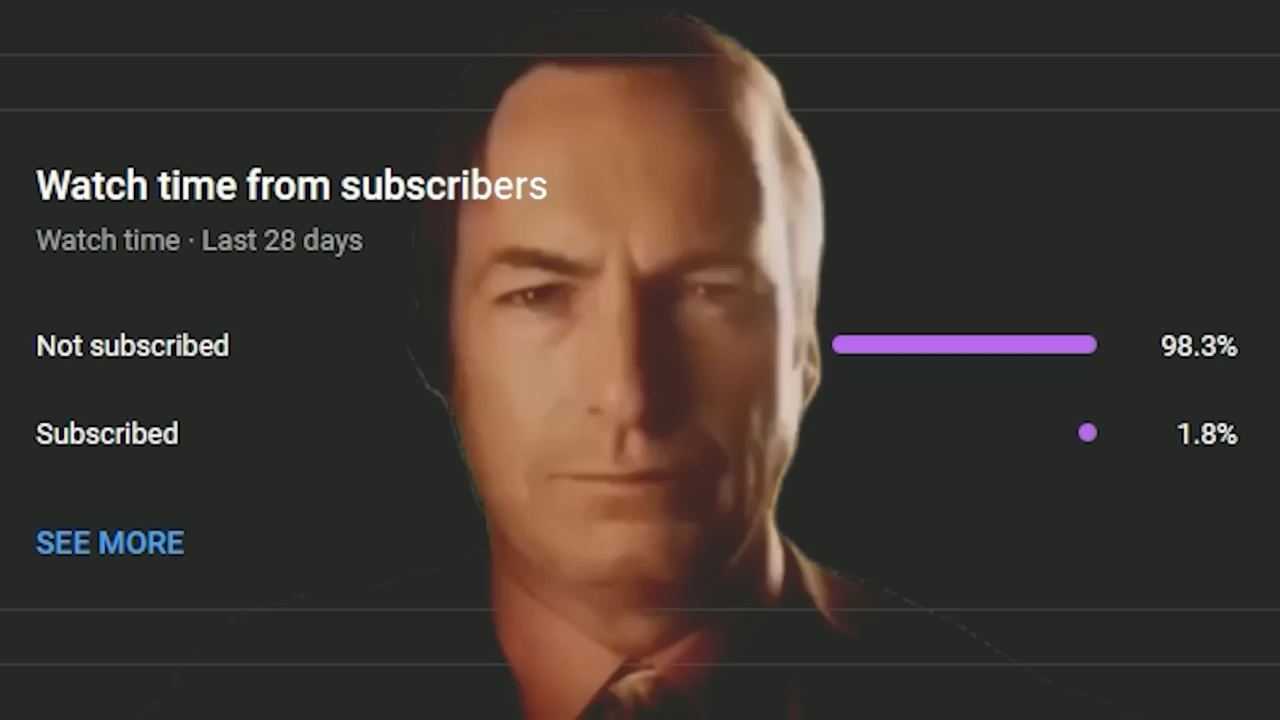 Watch time from subscribers
Watch time · Last 28 days
Not subscribed 98.3%
Subscribed 1.8%
SEE MORE